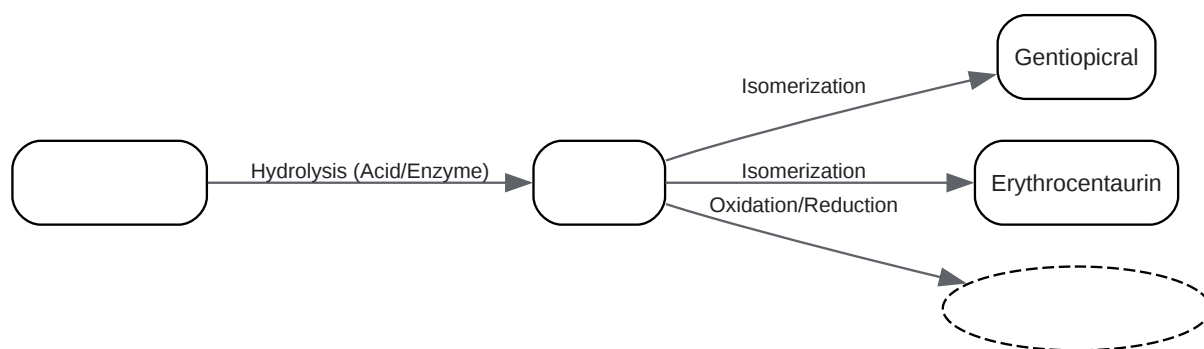 Gentiopicral
Isomerization
Hydrolysis (Acid/Enzyme)
Isomerization
Erythrocentaurin
Oxidation/Reduction